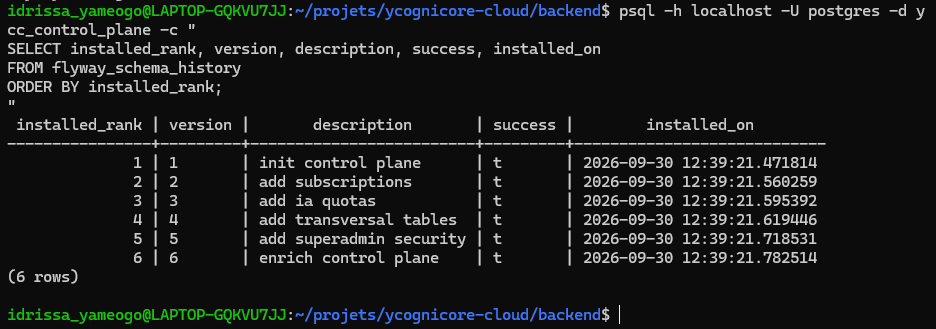 idrissa_yameogo@LAPTOP-GQKVU7JJ:~/projets/ycognicore-cloud/backend$ psql -h localhost -U postgres -d y
cc_control_plane -c "
SELECT installed_rank, version, description, success, installed_on
FROM flyway_schema_history
ORDER BY installed_rank;
"
 installed_rank | version |       description       | success |        installed_on
----------------+---------+-------------------------+---------+----------------------------
              1 | 1       | init control plane      | t       | 2026-09-30 12:39:21.471814
              2 | 2       | add subscriptions       | t       | 2026-09-30 12:39:21.560259
              3 | 3       | add ia quotas           | t       | 2026-09-30 12:39:21.595392
              4 | 4       | add transversal tables  | t       | 2026-09-30 12:39:21.619446
              5 | 5       | add superadmin security | t       | 2026-09-30 12:39:21.718531
              6 | 6       | enrich control plane    | t       | 2026-09-30 12:39:21.782514
(6 rows)
idrissa_yameogo@LAPTOP-GQKVU7JJ:~/projets/ycognicore-cloud/backend$